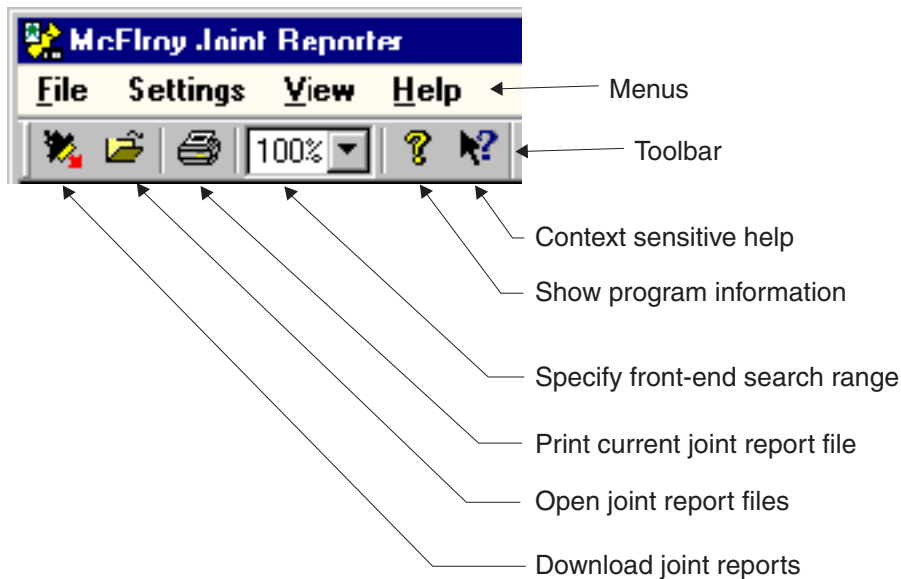 McElroy Joint Reporter
File Settings View Help
Menus
100%
Toolbar
Context sensitive help
Show program information
Specify front-end search range
Print current joint report file
Open joint report files
Download joint reports